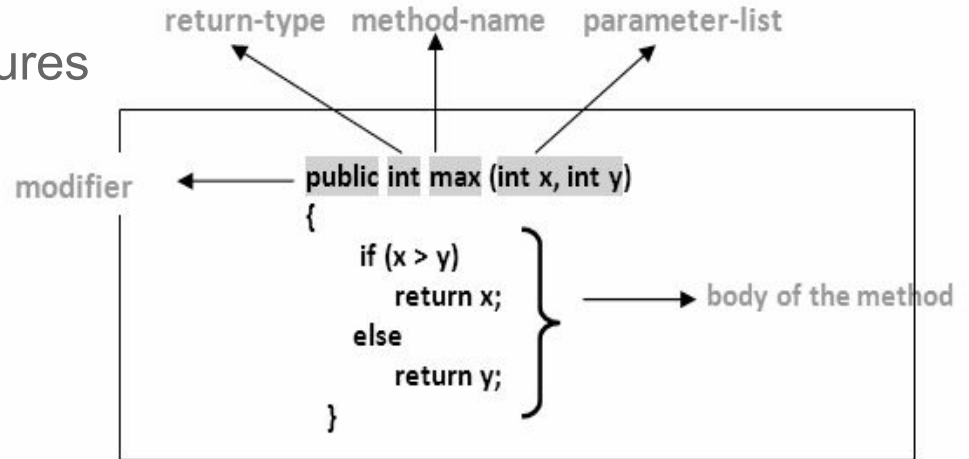 return-type method-name parameter-list
ures
modifier
public int max (int x, int y)
{
if (x > y)
return x;
body of the method
else
return y;
}